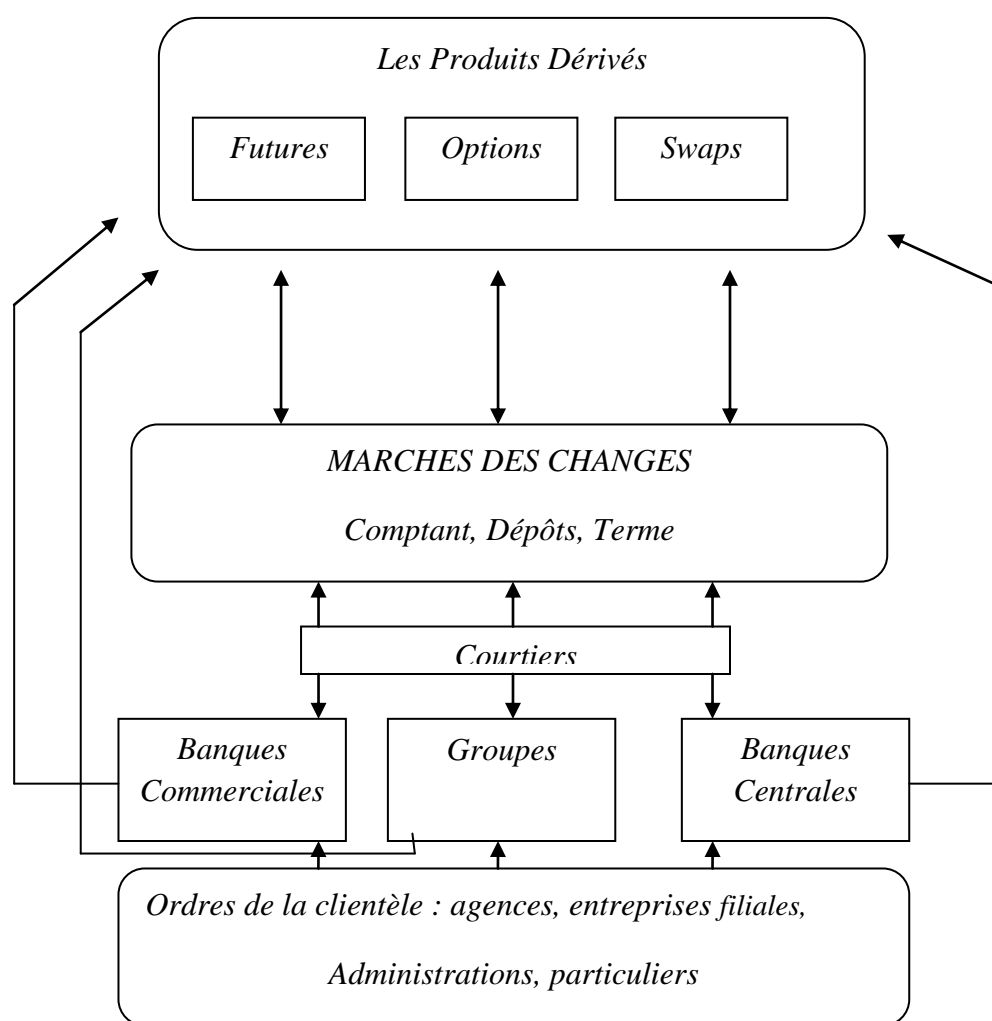 Les Produits Dérivés
Futures
Options
Swaps
MARCHES DES CHANGES
Comptant, Dépôts, Terme
Courtiers
Banques
Commerciales
Groupes
Banques
Centrales
Ordres de la clientèle : agences, entreprises filiales,
Administrations, particuliers